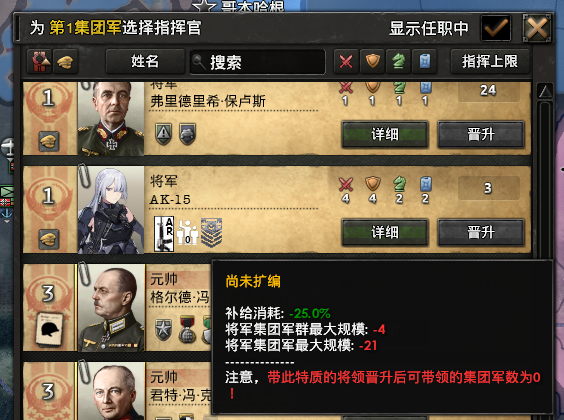 哥本哈根
为 第1集团军选择指挥官
显示任职中
姓名
搜索
指挥上限
1
将军
弗里德里希·保卢斯
1 1 1 1
24
详细
晋升
1
将军
AK-15
4 4 2 2
3
AR
0
详细
晋升
3
元帅
格尔德·冯
3
元帅
君特·冯·克
尚未扩编
补给消耗: -25.0%
将军集团军群最大规模: -4
将军集团军最大规模: -21
--------------
注意，带此特质的将领晋升后可带领的集团军数为0
！